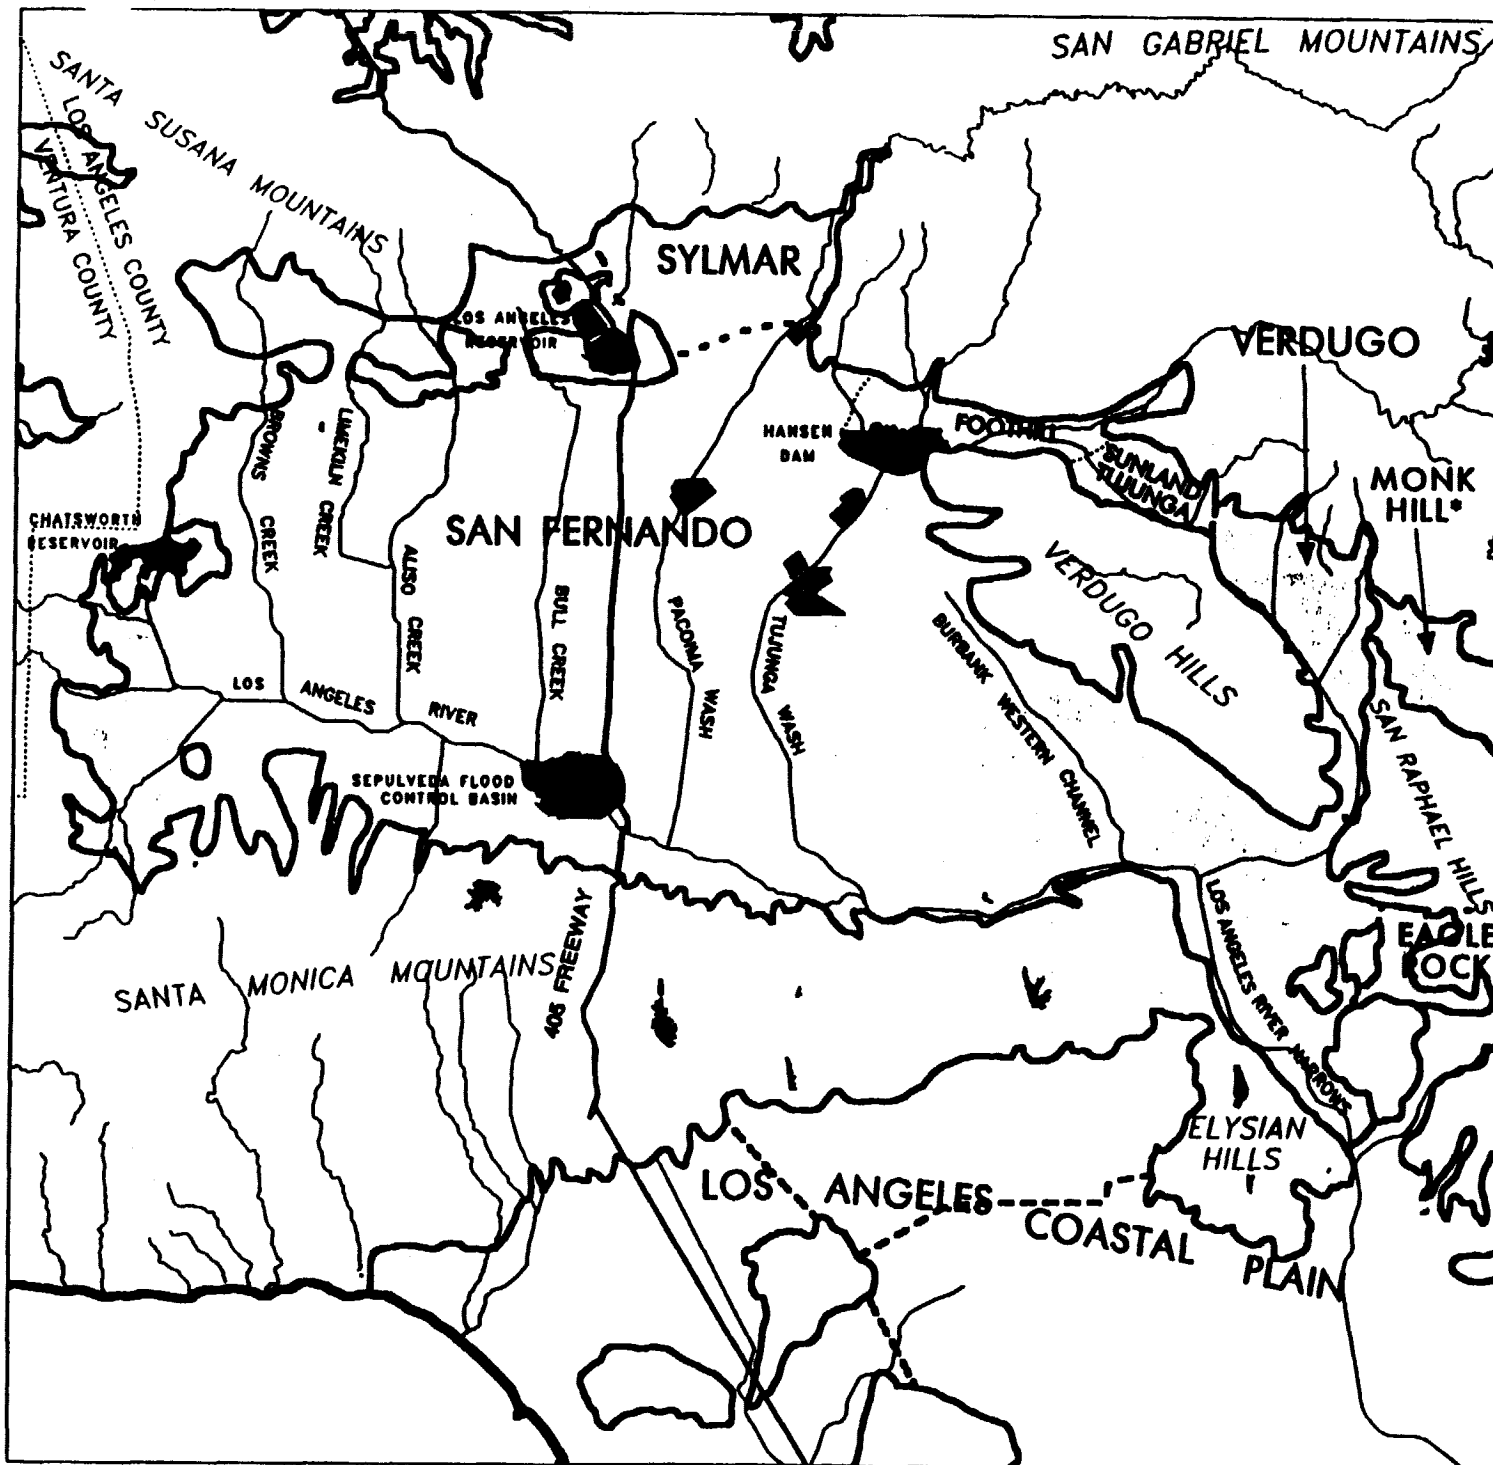 SAN GABRIEL MOUNTAINS
SANTA SUSANA MOUNTAINS
LOS ANGELES COUNTY
VENTURA COUNTY
SYLMAR
LOS ANGELES
RESERVOIR
VERDUGO
HANSEN
DAM
FOOTHILL
SUNLAND
TUJUNGA
MONK
HILL*
BROWNS CREEK
LIMEKILN CREEK
CHATSWORTH
RESERVOIR
SAN FERNANDO
ALISO CREEK
BULL CREEK
PACOIMA WASH
TUJUNGA WASH
VERDUGO HILLS
BURBANK WESTERN CHANNEL
LOS ANGELES RIVER
SAN RAPHAEL HILLS
SEPULVEDA FLOOD
CONTROL BASIN
405 FREEWAY
LOS ANGELES RIVER NARROWS
EAGLE
ROCK
SANTA MONICA MOUNTAINS
ELYSIAN
HILLS
LOS ANGELES COASTAL PLAIN